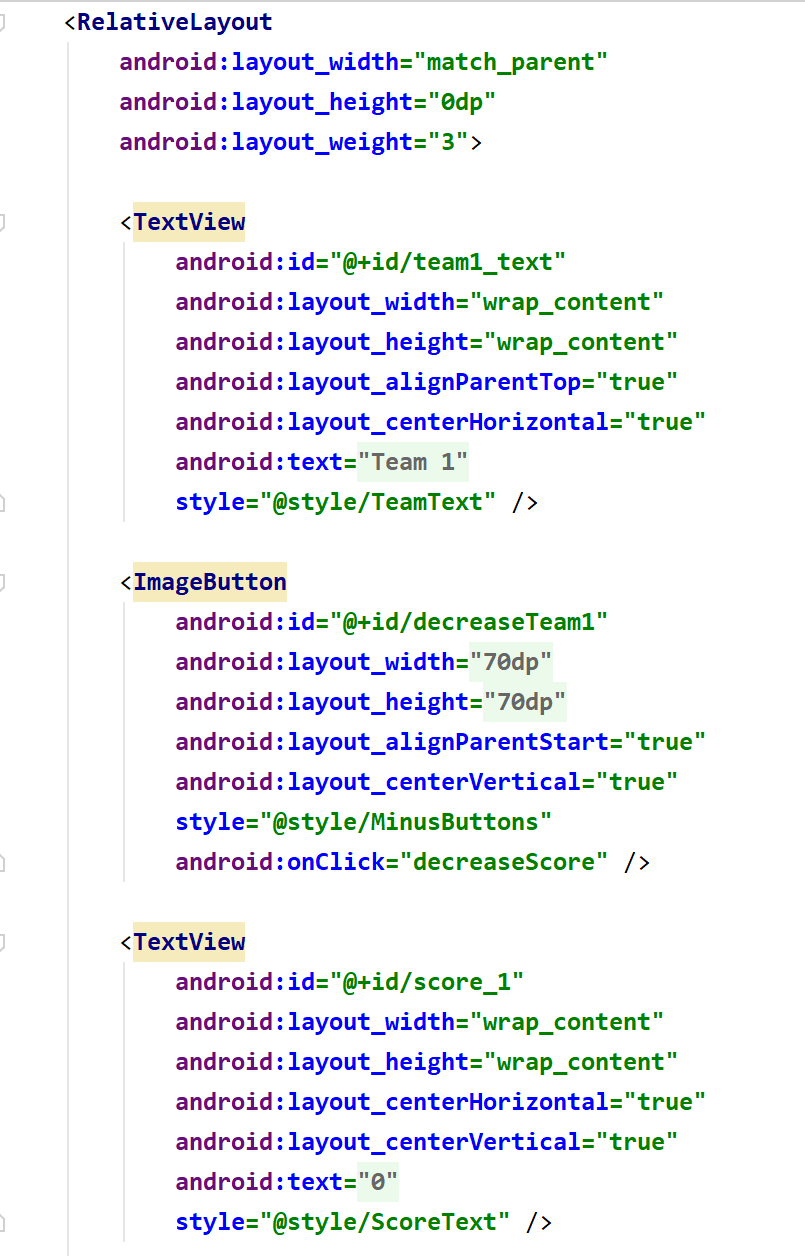 <RelativeLayout
android:layout_width="match_parent"
android:layout_height="0dp"
android:layout_weight="3">
<TextView
android:id="@+id/team1_text"
android:layout_width="wrap_content"
android:layout_height="wrap_content"
android:layout_alignParentTop="true"
android:layout_centerHorizontal="true"
android:text="Team 1"
style="@style/TeamText" />
<ImageButton
android:id="@+id/decreaseTeam1"
android:layout_width="70dp"
android:layout_height="70dp"
android:layout_alignParentStart="true"
android:layout_centerVertical="true"
style="@style/MinusButtons"
android:onClick="decreaseScore" />
<TextView
android:id="@+id/score_1"
android:layout_width="wrap_content"
android:layout_height="wrap_content"
android:layout_centerHorizontal="true"
android:layout_centerVertical="true"
android:text="0"
style="@style/ScoreText" />